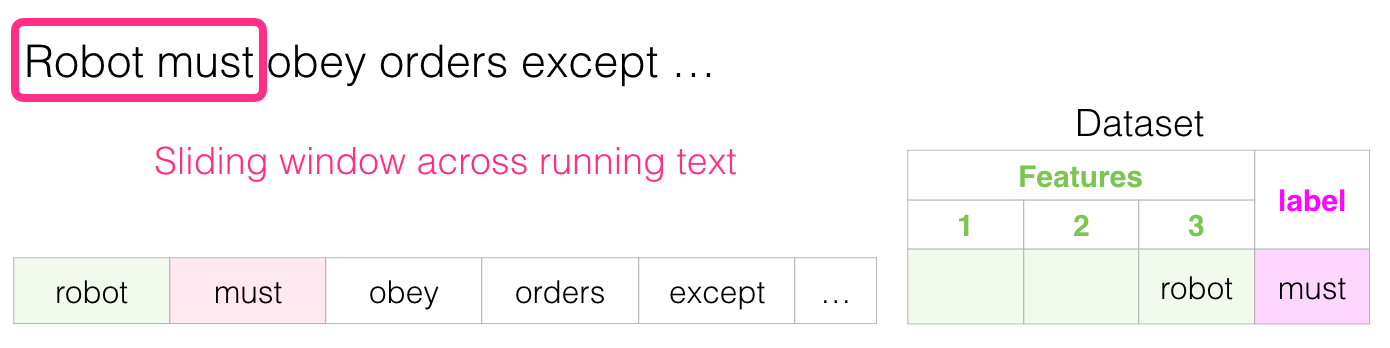 Robot must obey orders except …
Sliding window across running text
robot must obey orders except …
Dataset
Features label
1 2 3
robot must